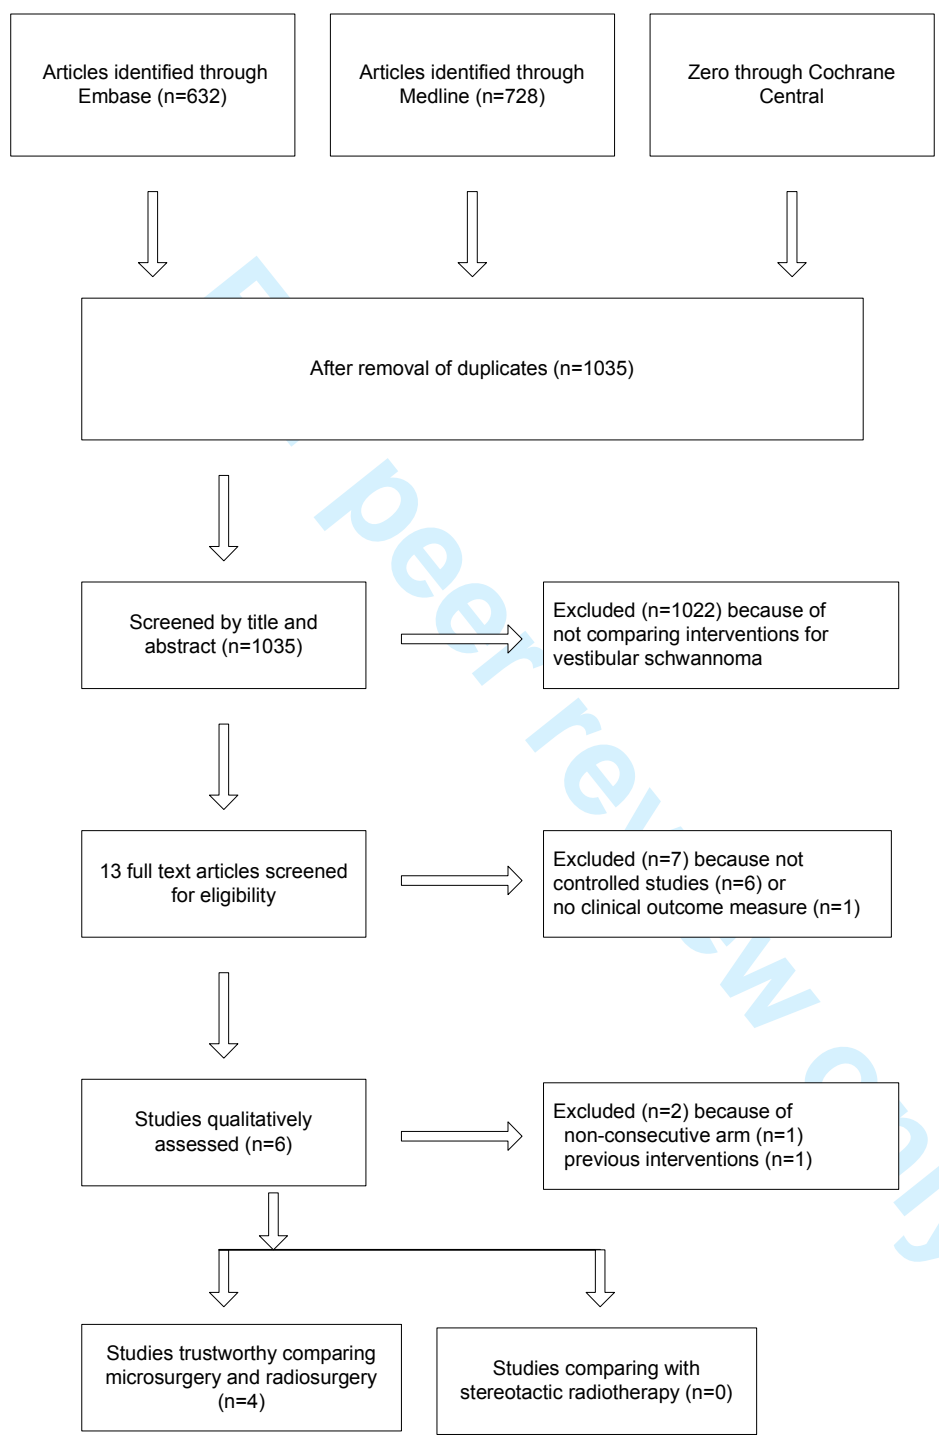 Articles identified through
Embase (n=632)
Articles identified through
Medline (n=728)
Zero through Cochrane
Central
After removal of duplicates (n=1035)
Screened by title and
abstract (n=1035)
Excluded (n=1022) because of
not comparing interventions for
vestibular schwannoma
13 full text articles screened
for eligibility
Excluded (n=7) because not
controlled studies (n=6) or
no clinical outcome measure (n=1)
Studies qualitatively
assessed (n=6)
Excluded (n=2) because of
non-consecutive arm (n=1)
previous interventions (n=1)
Studies trustworthy comparing
microsurgery and radiosurgery
(n=4)
Studies comparing with
stereotactic radiotherapy (n=0)
For peer review only